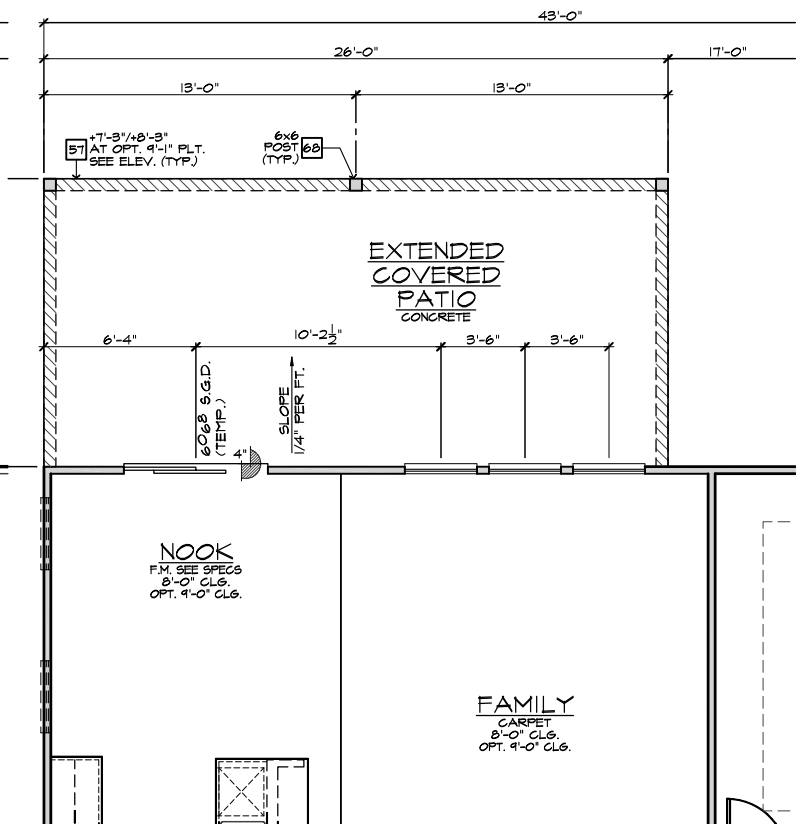 43'-0"
26'-0"
17'-0"
13'-0"
13'-0"
57
+7'-3"/+8'-3"
AT OPT. 9'-1" PLT.
SEE ELEV. (TYP.)
6x6
POST
(TYP.)
68
EXTENDED
COVERED
PATIO
CONCRETE
6'-4"
10'-2½"
3'-6"
3'-6"
6068 S.G.D.
(TEMP.)
SLOPE
1/4" PER FT.
4"
NOOK
F.M. SEE SPECS
8'-0" CLG.
OPT. 9'-0" CLG.
FAMILY
CARPET
8'-0" CLG.
OPT. 9'-0" CLG.